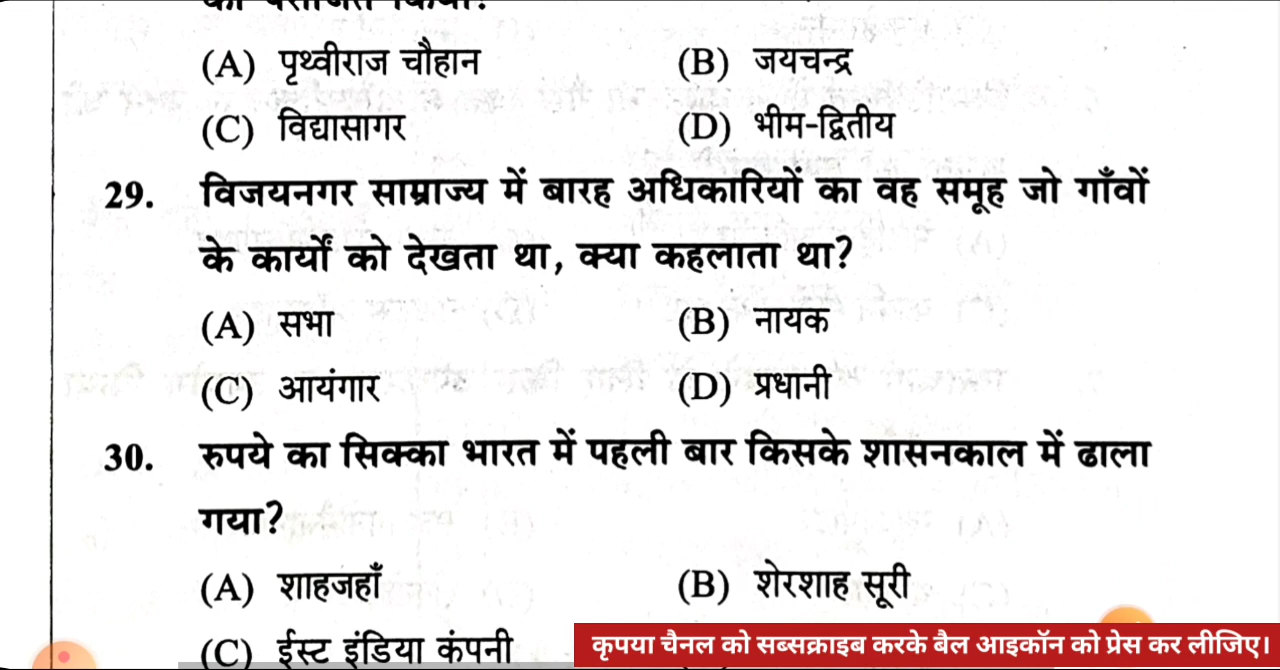 (A) पृथ्वीराज चौहान (B) जयचन्द्र
(C) विद्यासागर (D) भीम-द्वितीय
29. विजयनगर साम्राज्य में बारह अधिकारियों का वह समूह जो गाँवों
के कार्यों को देखता था, क्या कहलाता था?
(A) सभा (B) नायक
(C) आयंगार (D) प्रधानी
30. रुपये का सिक्का भारत में पहली बार किसके शासनकाल में ढाला
गया?
(A) शाहजहाँ (B) शेरशाह सूरी
(C) ईस्ट इंडिया कंपनी
कृपया चैनल को सब्सक्राइब करके बैल आइकॉन को प्रेस कर लीजिए।